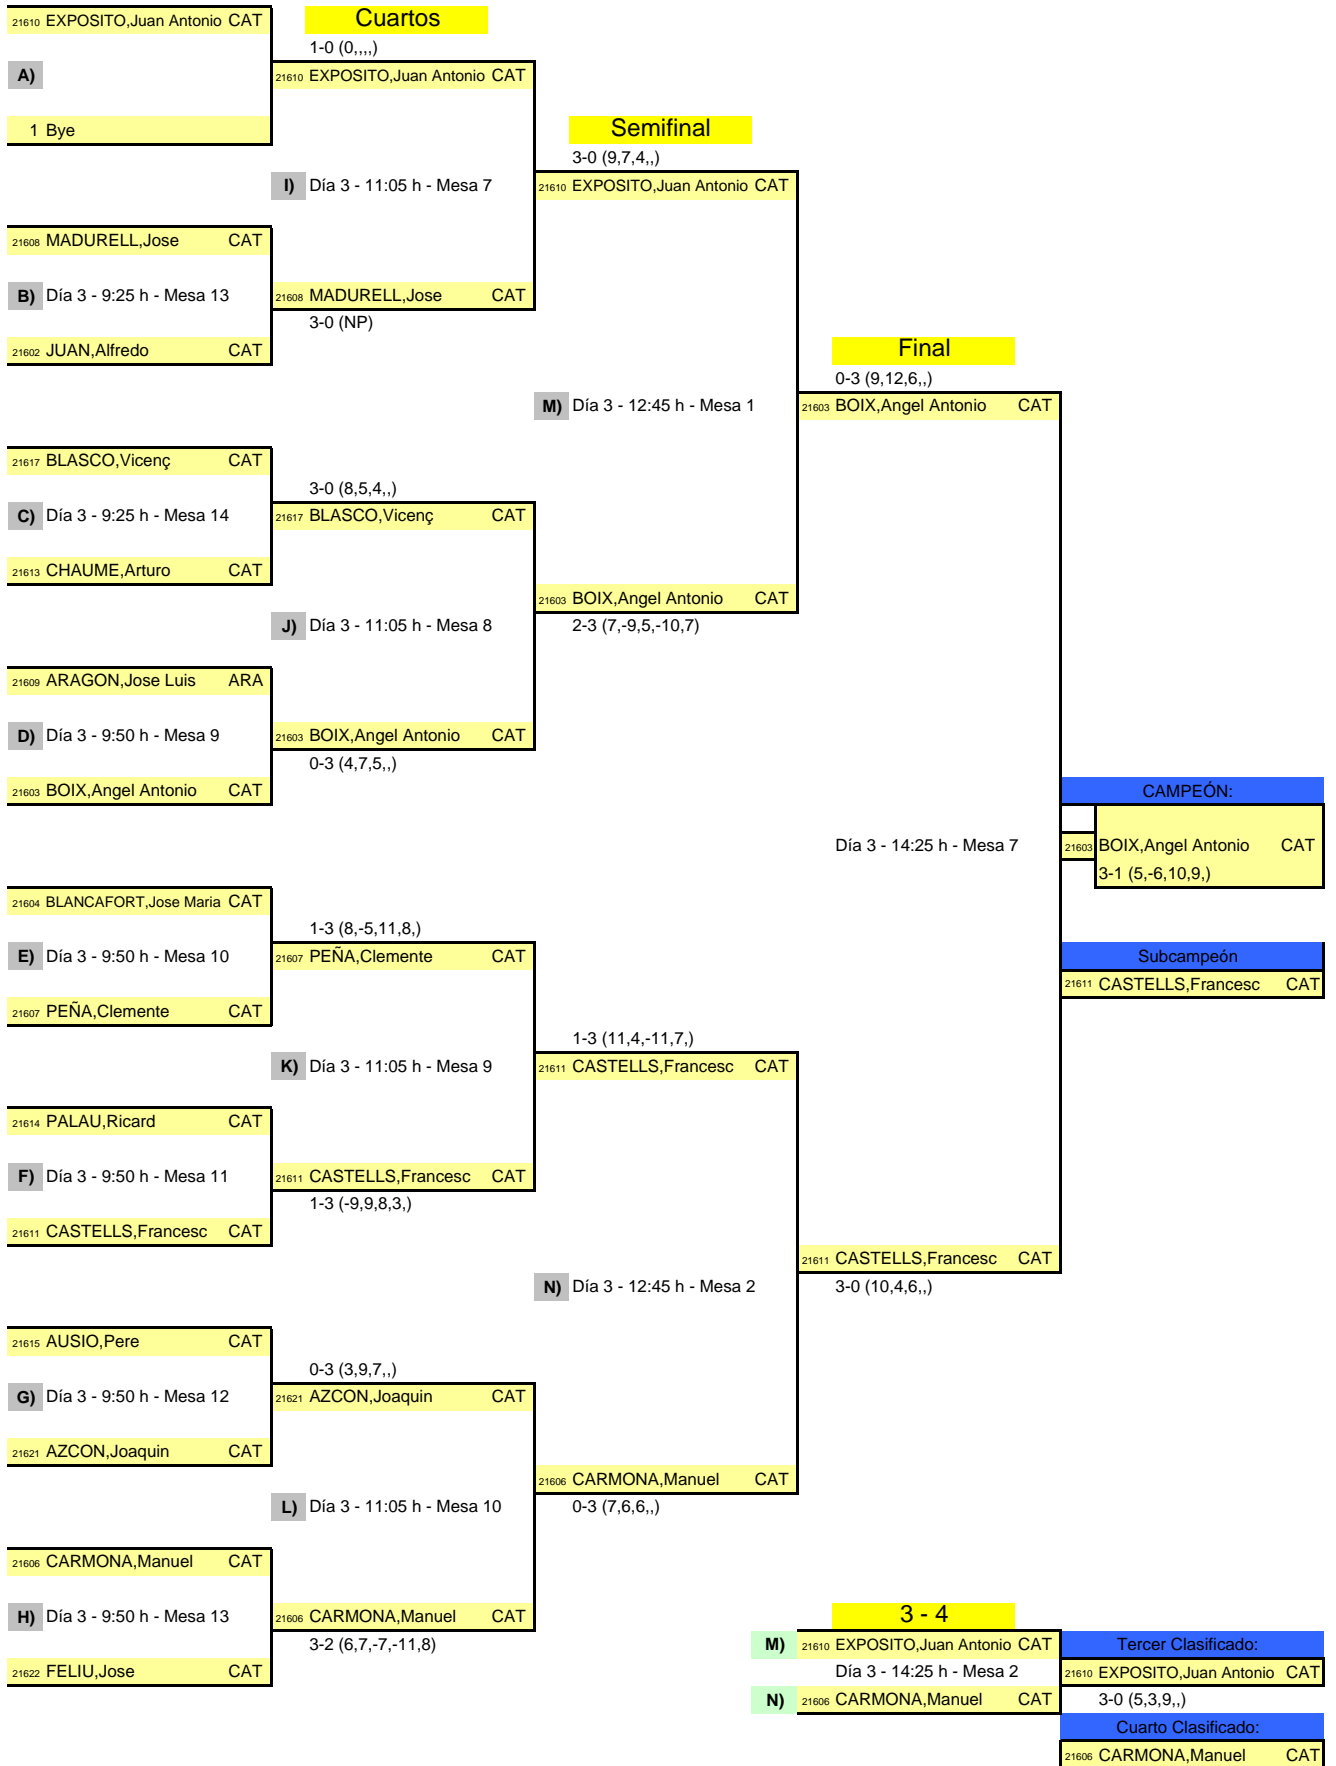 21610 EXPOSITO,Juan Antonio CAT
Cuartos
1-0 (0,,,,)
A)
21610 EXPOSITO,Juan Antonio CAT
1 Bye
Semifinal
3-0 (9,7,4,,)
I) Día 3 - 11:05 h - Mesa 7
21610 EXPOSITO,Juan Antonio CAT
21608 MADURELL,Jose CAT
B) Día 3 - 9:25 h - Mesa 13
21608 MADURELL,Jose CAT
3-0 (NP)
21602 JUAN,Alfredo CAT
Final
0-3 (9,12,6,,)
M) Día 3 - 12:45 h - Mesa 1
21603 BOIX,Angel Antonio CAT
21617 BLASCO,Vicenç CAT
3-0 (8,5,4,,)
C) Día 3 - 9:25 h - Mesa 14
21617 BLASCO,Vicenç CAT
21613 CHAUME,Arturo CAT
21603 BOIX,Angel Antonio CAT
J) Día 3 - 11:05 h - Mesa 8
2-3 (7,-9,5,-10,7)
21609 ARAGON,Jose Luis ARA
D) Día 3 - 9:50 h - Mesa 9
21603 BOIX,Angel Antonio CAT
0-3 (4,7,5,,)
21603 BOIX,Angel Antonio CAT
CAMPEÓN:
Día 3 - 14:25 h - Mesa 7
21603 BOIX,Angel Antonio CAT
3-1 (5,-6,10,9,)
21604 BLANCAFORT,Jose Maria CAT
1-3 (8,-5,11,8,)
E) Día 3 - 9:50 h - Mesa 10
21607 PEÑA,Clemente CAT
Subcampeón
21611 CASTELLS,Francesc CAT
21607 PEÑA,Clemente CAT
1-3 (11,4,-11,7,)
K) Día 3 - 11:05 h - Mesa 9
21611 CASTELLS,Francesc CAT
21614 PALAU,Ricard CAT
F) Día 3 - 9:50 h - Mesa 11
21611 CASTELLS,Francesc CAT
1-3 (-9,9,8,3,)
21611 CASTELLS,Francesc CAT
21611 CASTELLS,Francesc CAT
N) Día 3 - 12:45 h - Mesa 2
3-0 (10,4,6,,)
21615 AUSIO,Pere CAT
0-3 (3,9,7,,)
G) Día 3 - 9:50 h - Mesa 12
21621 AZCON,Joaquin CAT
21621 AZCON,Joaquin CAT
21606 CARMONA,Manuel CAT
L) Día 3 - 11:05 h - Mesa 10
0-3 (7,6,6,,)
21606 CARMONA,Manuel CAT
H) Día 3 - 9:50 h - Mesa 13
21606 CARMONA,Manuel CAT
3-2 (6,7,-7,-11,8)
21622 FELIU,Jose CAT
3 - 4
M) 21610 EXPOSITO,Juan Antonio CAT
Tercer Clasificado:
Día 3 - 14:25 h - Mesa 2
21610 EXPOSITO,Juan Antonio CAT
N) 21606 CARMONA,Manuel CAT
3-0 (5,3,9,,)
Cuarto Clasificado:
21606 CARMONA,Manuel CAT